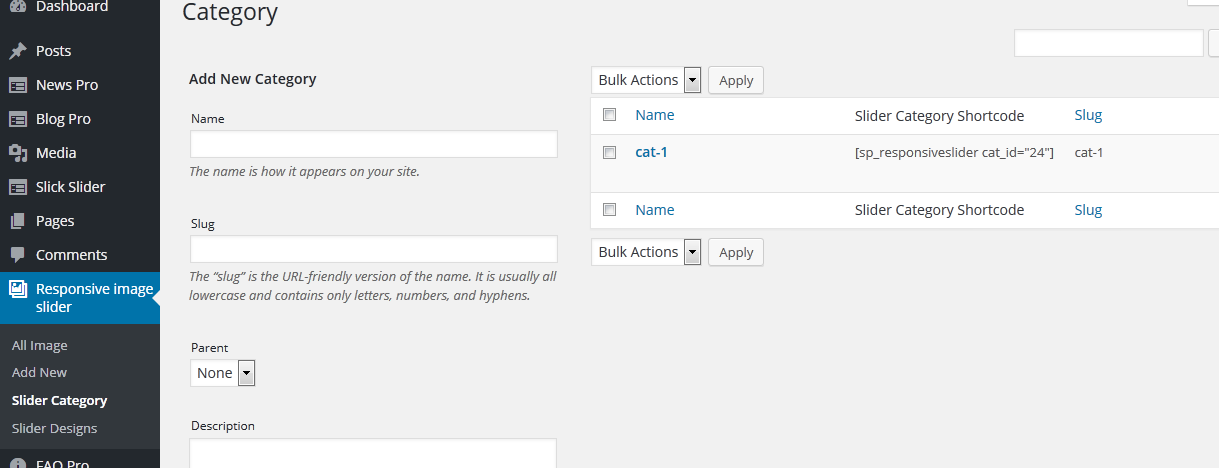 Dashboard
Posts
News Pro
Blog Pro
Media
Slick Slider
Pages
Comments
Responsive image
slider
All Image
Add New
Slider Category
Slider Designs
FAQ Pro
Category
Add New Category
Name
The name is how it appears on your site.
Slug
The “slug” is the URL-friendly version of the name. It is usually all
lowercase and contains only letters, numbers, and hyphens.
Parent
None
Description
Bulk Actions Apply
Name Slider Category Shortcode Slug
cat-1 [sp_responsiveslider cat_id="24"] cat-1
Name Slider Category Shortcode Slug
Bulk Actions Apply